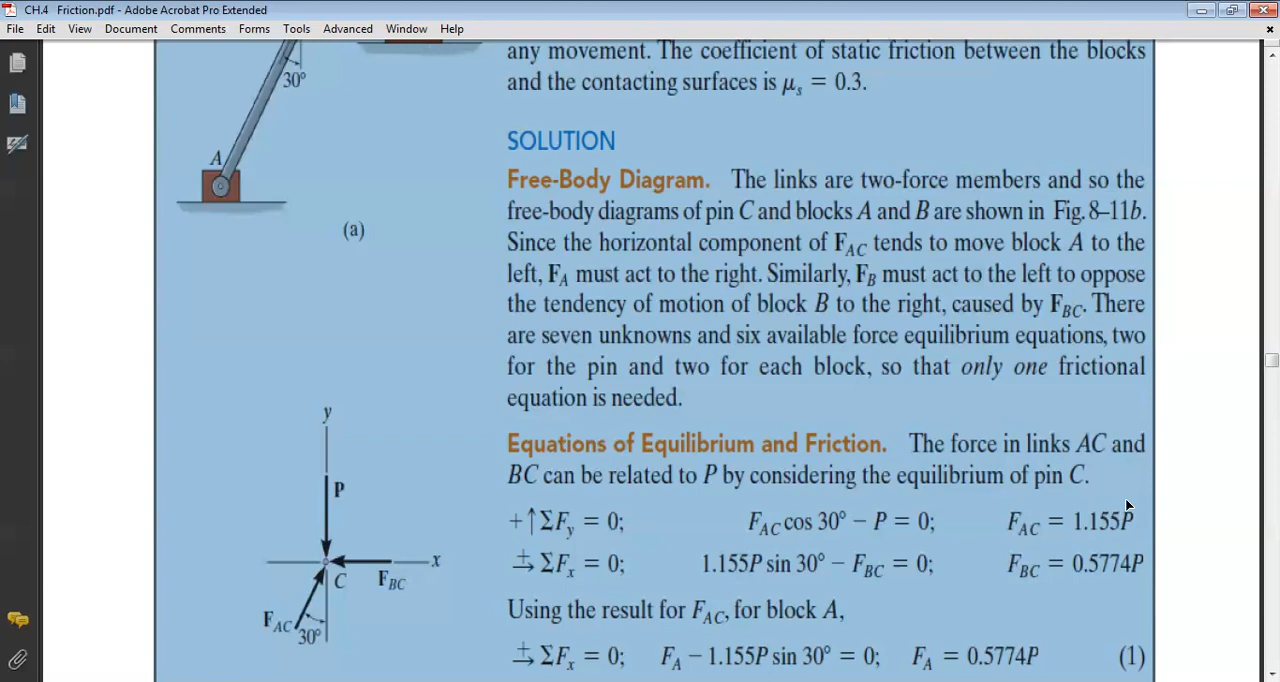 CH.4 Friction.pdf - Adobe Acrobat Pro Extended
File Edit View Document Comments Forms Tools Advanced Window Help
any movement. The coefficient of static friction between the blocks
and the contacting surfaces is μs = 0.3.
30°
SOLUTION
A
Free-Body Diagram. The links are two-force members and so the
free-body diagrams of pin C and blocks A and B are shown in Fig. 8–11b.
(a)
Since the horizontal component of FAC tends to move block A to the
left, FA must act to the right. Similarly, FB must act to the left to oppose
the tendency of motion of block B to the right, caused by FBC. There
are seven unknowns and six available force equilibrium equations, two
for the pin and two for each block, so that only one frictional
equation is needed.
y
P
x
C
FBC
FAC
30°
Equations of Equilibrium and Friction. The force in links AC and
BC can be related to P by considering the equilibrium of pin C.
+↑ΣFy = 0; FAC cos 30° − P = 0; FAC = 1.155P
+→ ΣFx = 0; 1.155P sin 30° − FBC = 0; FBC = 0.5774P
Using the result for FAC, for block A,
+→ ΣFx = 0; FA − 1.155P sin 30° = 0; FA = 0.5774P (1)